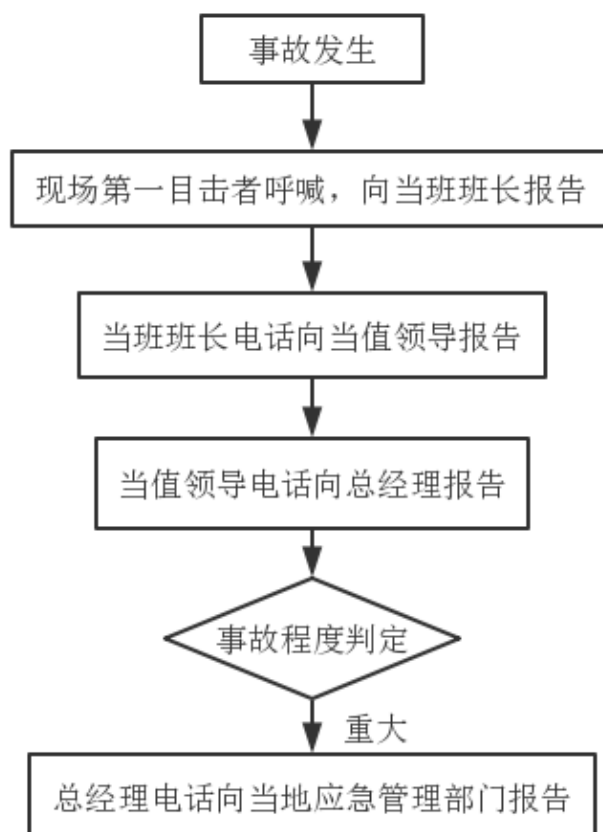 事故发生
现场第一目击者呼喊，向当班班长报告
当班班长电话向当值领导报告
当值领导电话向总经理报告
事故程度判定
重大
总经理电话向当地应急管理部门报告